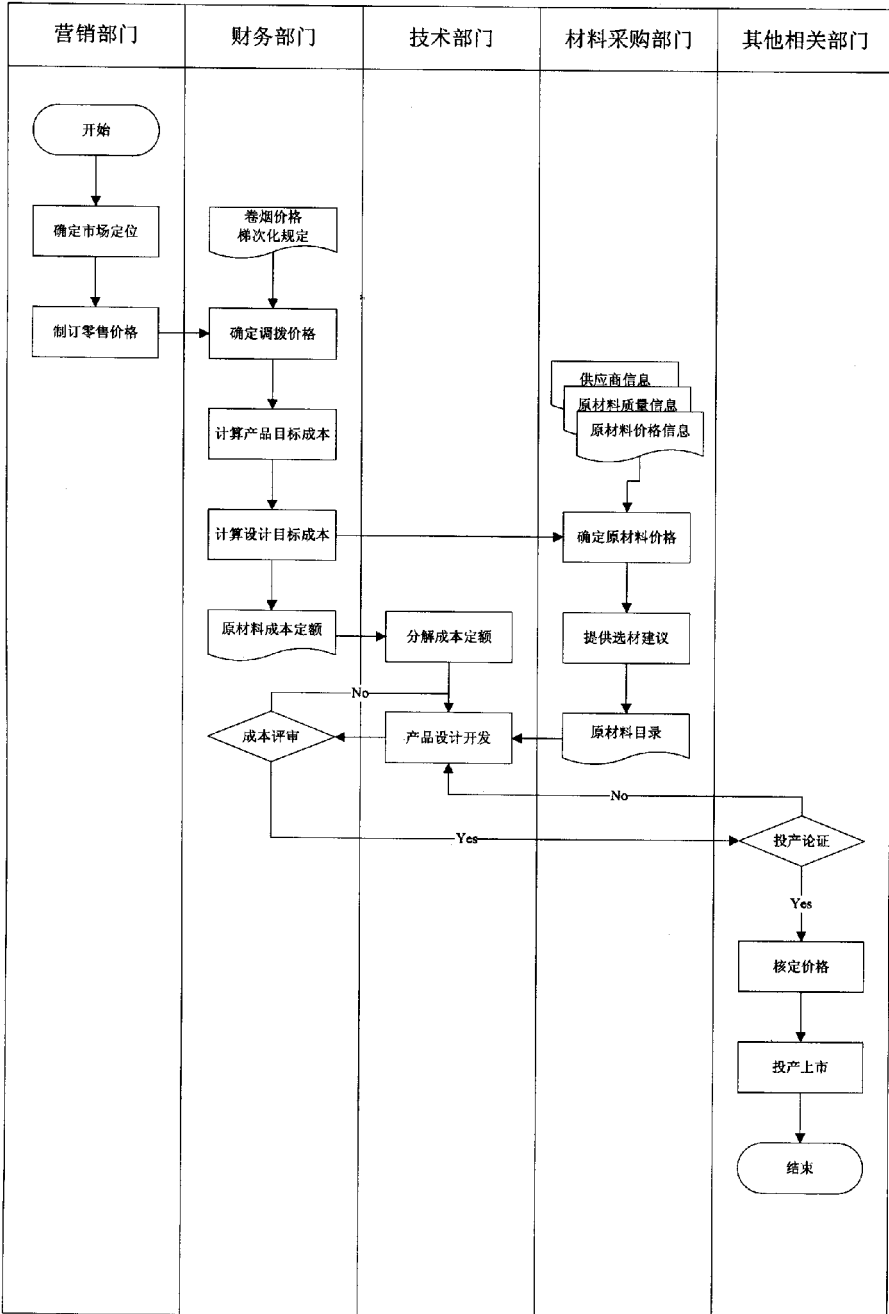 营销部门
财务部门
技术部门
材料采购部门
其他相关部门
开始
确定市场定位
卷烟价格
梯次化规定
制订零售价格
确定调拨价格
供应商信息
原材料质量信息
原材料价格信息
计算产品目标成本
计算设计目标成本
确定原材料价格
原材料成本定额
分解成本定额
提供选材建议
No
成本评审
产品设计开发
原材料目录
No
Yes
投产论证
Yes
核定价格
投产上市
结束